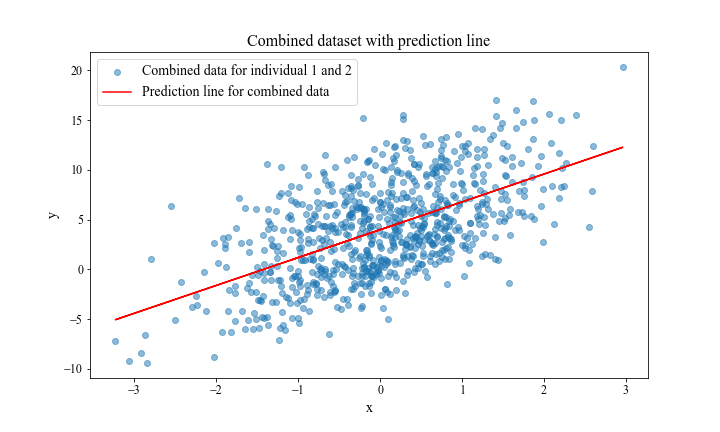 Combined dataset with prediction line
Combined data for individual 1 and 2
Prediction line for combined data
20
15
10
5
0
−5
−10
y
−3
−2
−1
0
1
2
3
x